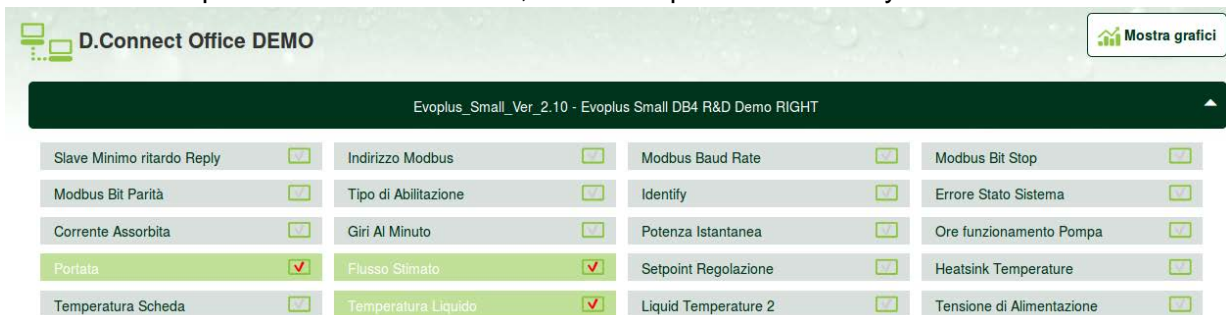 D.Connect Office DEMO
Mostra grafici
Evoplus_Small_Ver_2.10 - Evoplus Small DB4 R&D Demo RIGHT
Slave Minimo ritardo Reply
Indirizzo Modbus
Modbus Baud Rate
Modbus Bit Stop
Modbus Bit Parità
Tipo di Abilitazione
Identify
Errore Stato Sistema
Corrente Assorbita
Giri Al Minuto
Potenza Istantanea
Ore funzionamento Pompa
Portata
Flusso Stimato
Setpoint Regolazione
Heatsink Temperature
Temperatura Scheda
Temperatura Liquido
Liquid Temperature 2
Tensione di Alimentazione